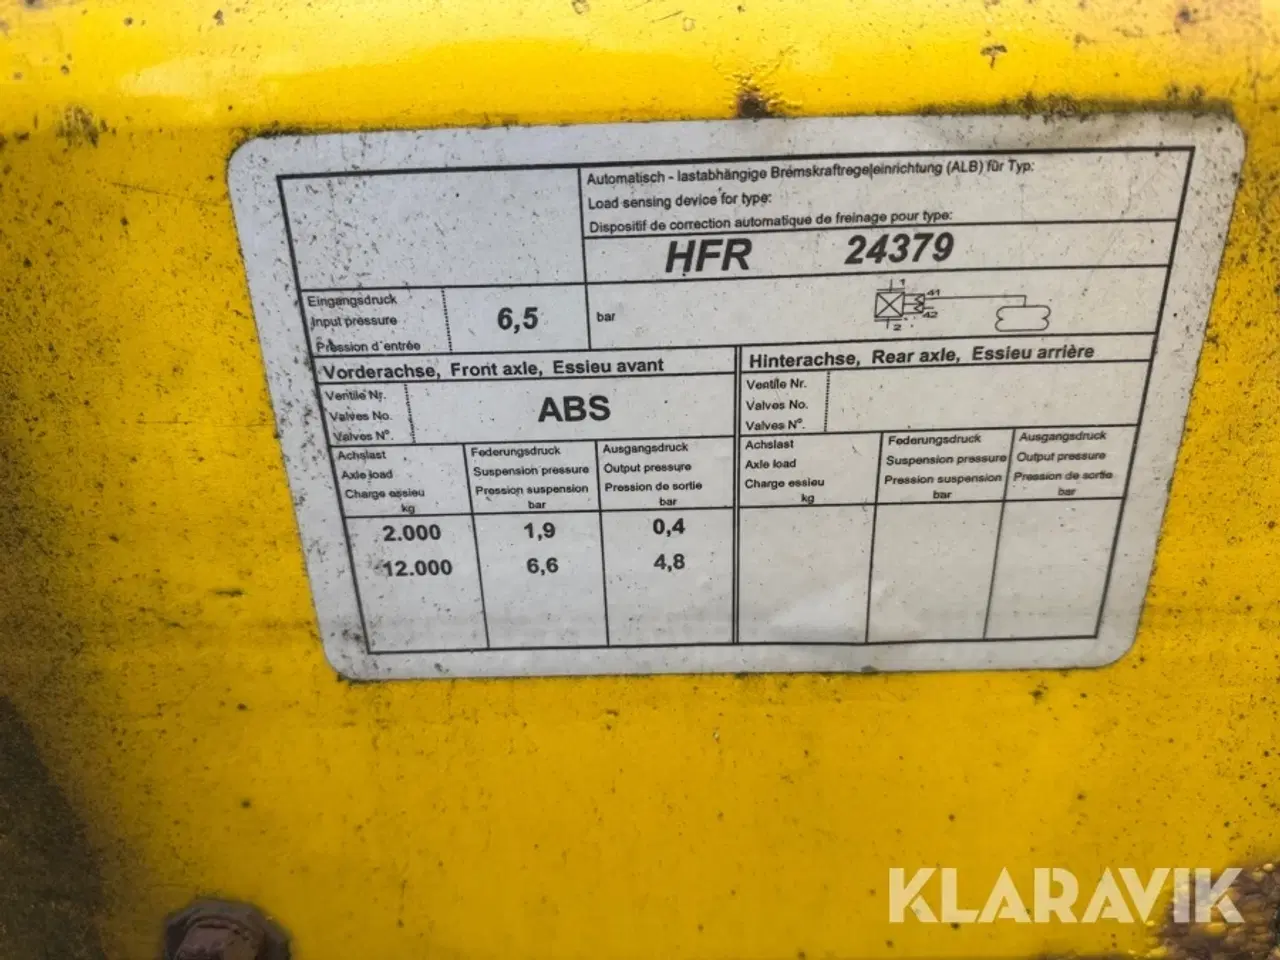 Automatisch - lastabhängige Bremskraftregeleinrichtung (ALB) für Typ:
Load sensing device for type:
Dispositif de correction automatique de freinage pour type:
HFR 24379
Eingangsdruck
Input pressure
Pression d'entrée
6,5
bar
1
41
42
2
Vorderachse, Front axle, Essieu avant
Ventile Nr.
Valves No.
Valves N°.
ABS
Achslast
Axle load
Charge essieu
kg
Federungsdruck
Suspension pressure
Pression suspension
bar
Ausgangsdruck
Output pressure
Pression de sortie
bar
2.000 1,9 0,4
12.000 6,6 4,8
Hinterachse, Rear axle, Essieu arrière
Ventile Nr.
Valves No.
Valves N°.
Achslast
Axle load
Charge essieu
kg
Federungsdruck
Suspension pressure
Pression suspension
bar
Ausgangsdruck
Output pressure
Pression de sortie
bar
KLARAVIK